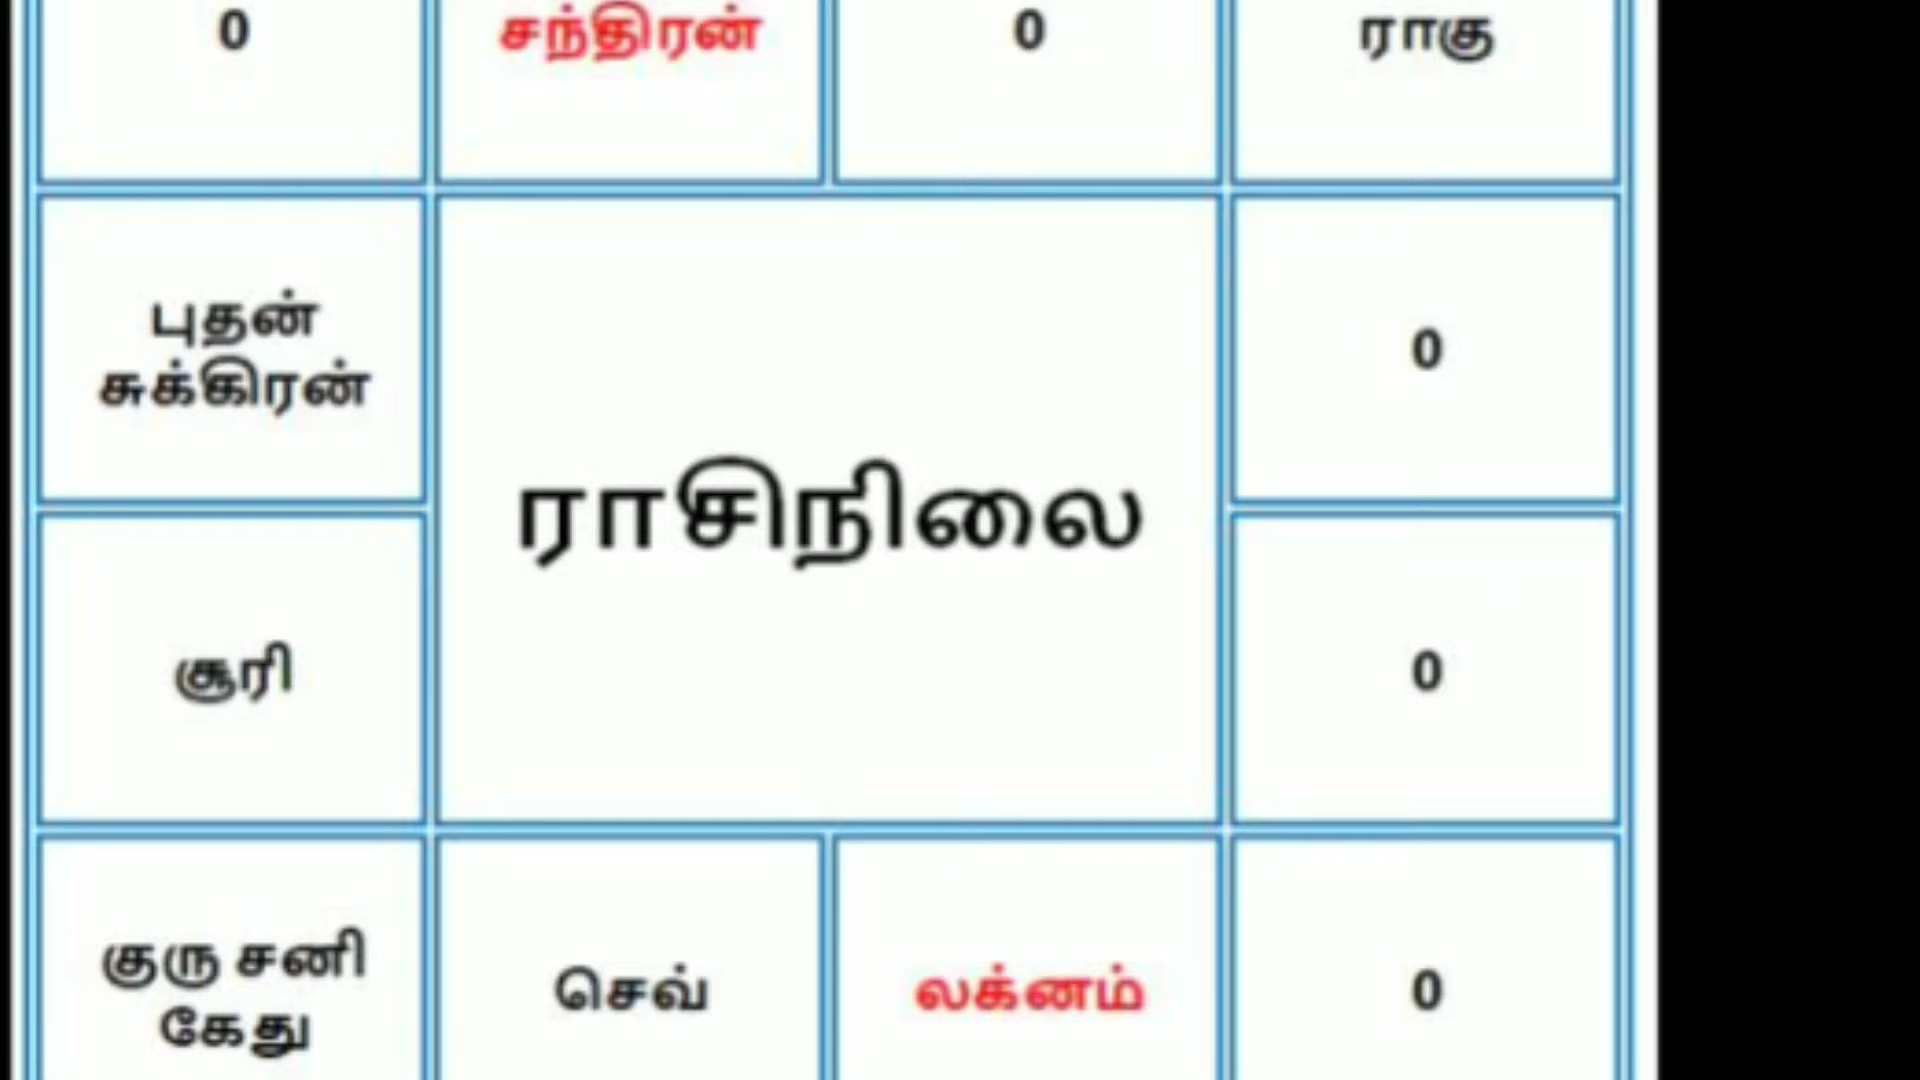 0 சந்திரன் 0 ராகு
புதன்
சுக்கிரன்
0
ராசிநிலை
சூரி
0
குரு சனி
கேது
செவ்
லக்னம்
0